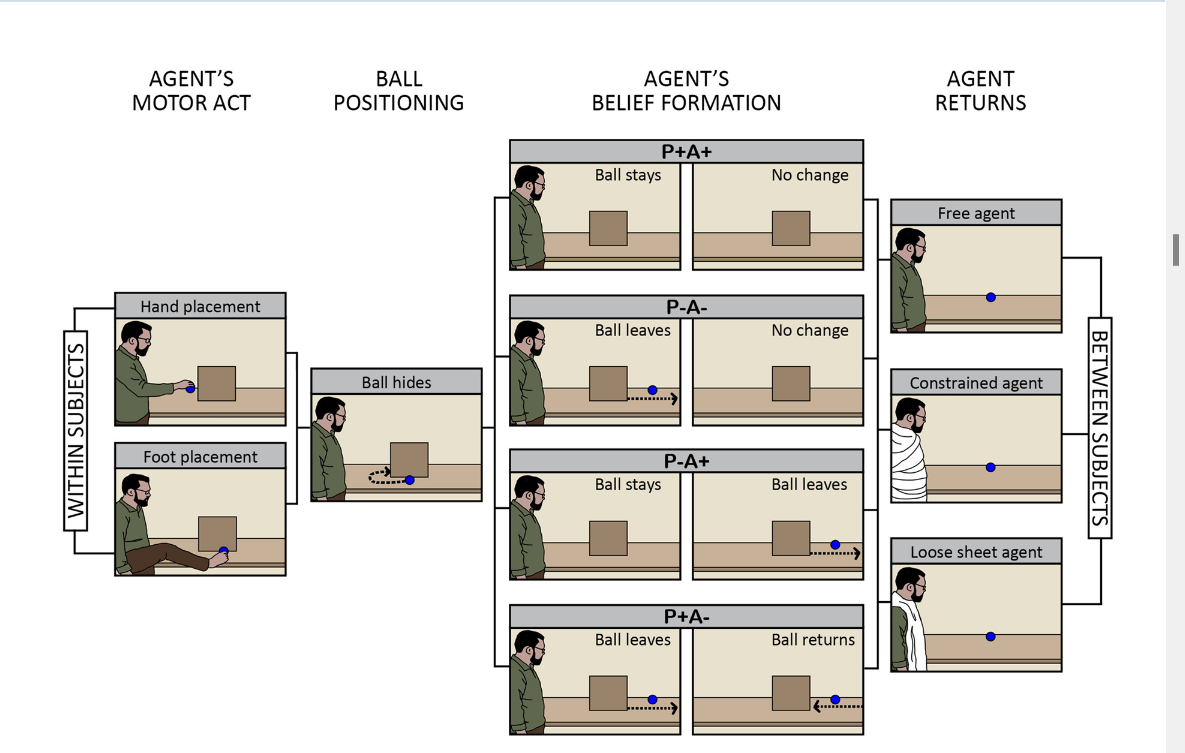 AGENT’S
MOTOR ACT
BALL
POSITIONING
AGENT’S
BELIEF FORMATION
AGENT
RETURNS
WITHIN SUBJECTS
Hand placement
Foot placement
Ball hides
P+A+
Ball stays
No change
P-A-
Ball leaves
No change
P-A+
Ball stays
Ball leaves
P+A-
Ball leaves
Ball returns
Free agent
Constrained agent
Loose sheet agent
BETWEEN SUBJECTS